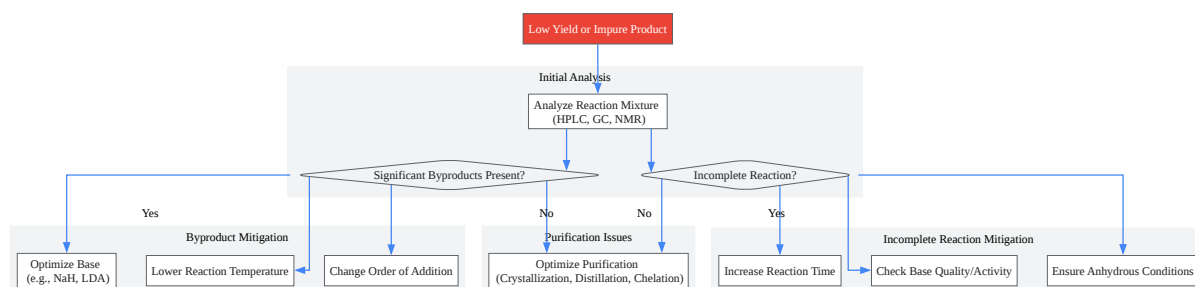 Low Yield or Impure Product
Initial Analysis
Analyze Reaction Mixture
(HPLC, GC, NMR)
Significant Byproducts Present?
Incomplete Reaction?
Yes
No
No
Yes
Byproduct Mitigation
Purification Issues
Incomplete Reaction Mitigation
Optimize Base
(e.g., NaH, LDA)
Lower Reaction Temperature
Change Order of Addition
Optimize Purification
(Crystallization, Distillation, Chelation)
Increase Reaction Time
Check Base Quality/Activity
Ensure Anhydrous Conditions